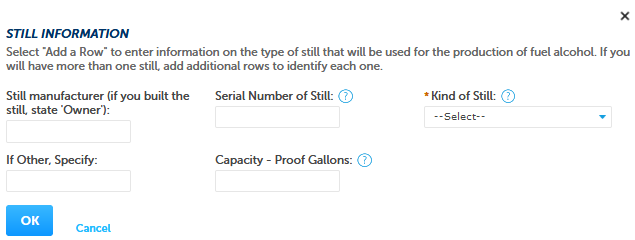 ×
STILL INFORMATION
Select "Add a Row" to enter information on the type of still that will be used for the production of fuel alcohol. If you
will have more than one still, add additional rows to identify each one.
Still manufacturer (if you built the
still, state 'Owner'):
Serial Number of Still: ?
* Kind of Still: ?
--Select--
If Other, Specify:
Capacity - Proof Gallons: ?
OK
Cancel